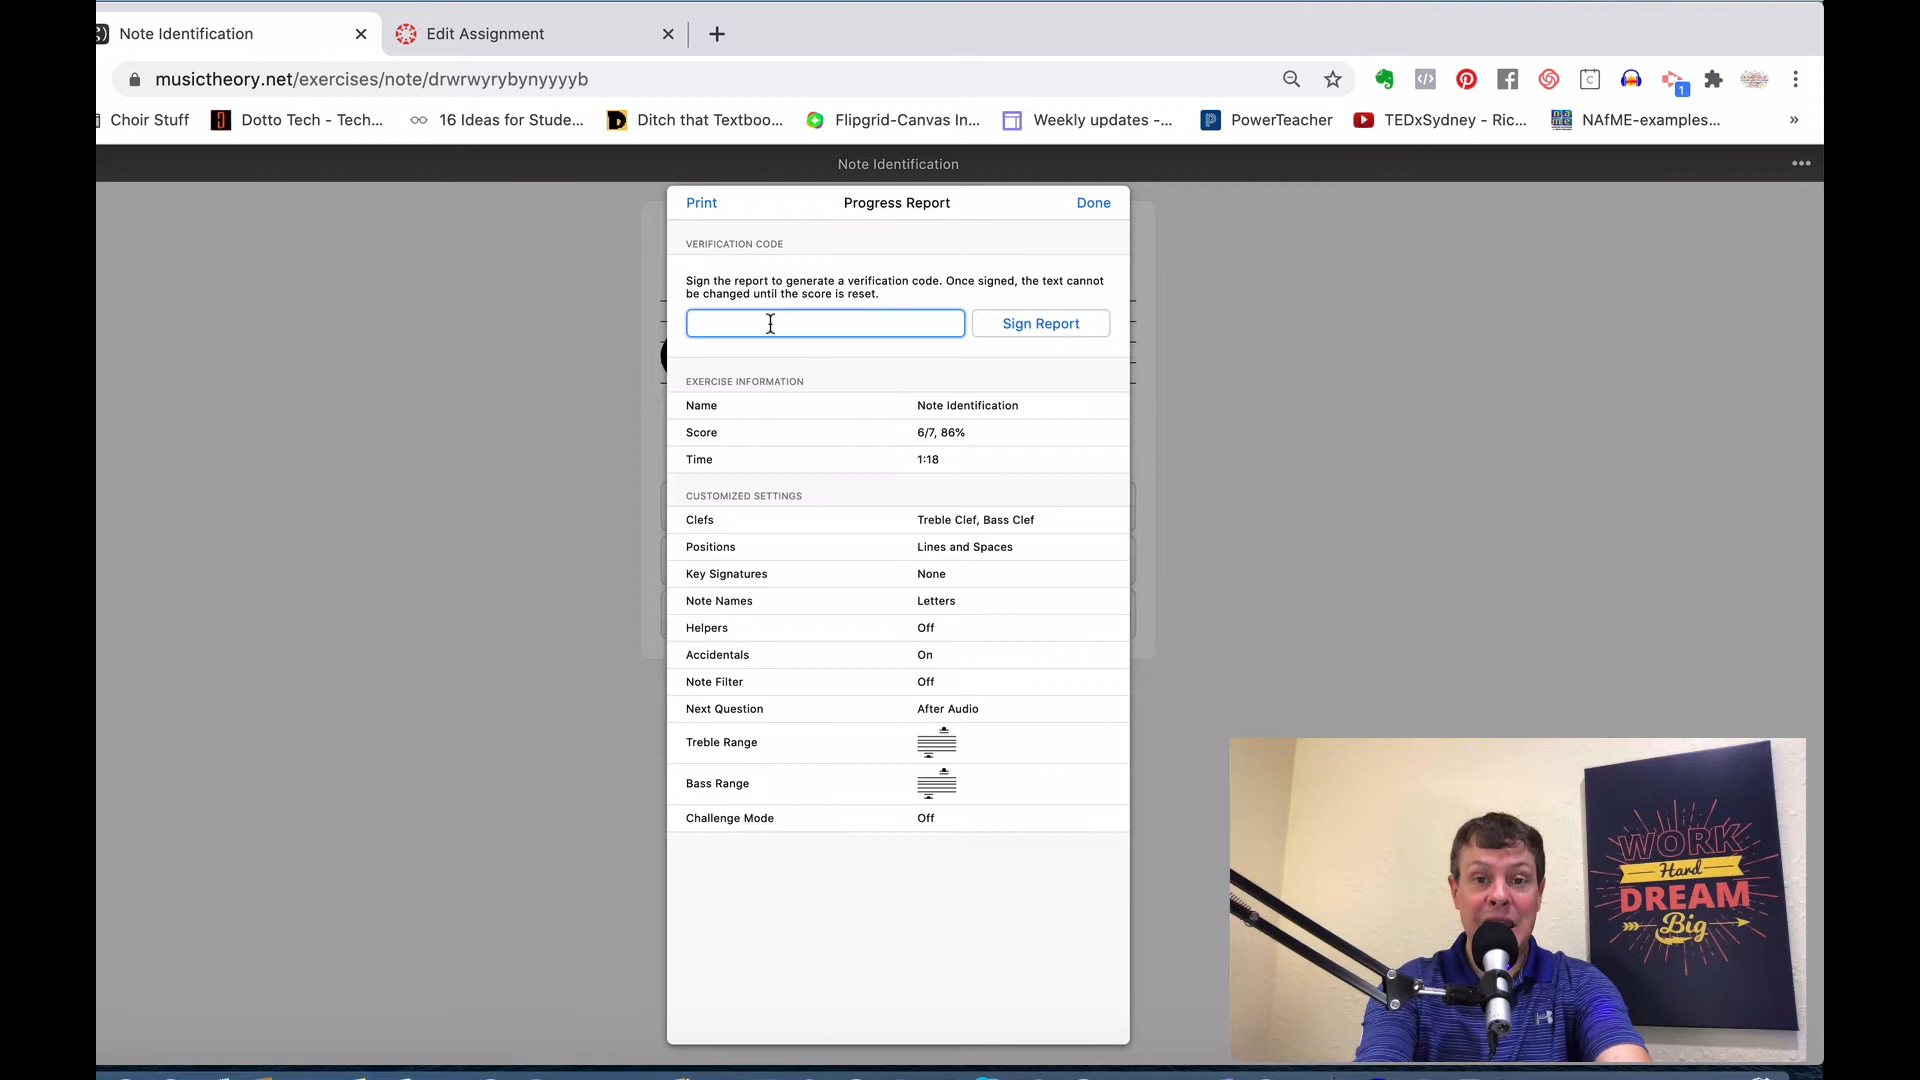 Note Identification
Edit Assignment
musictheory.net/exercises/note/drwrwyrybynyyyyb
1
Choir Stuff
Dotto Tech - Tech...
16 Ideas for Stude...
Ditch that Textboo...
Flipgrid-Canvas In...
Weekly updates -...
PowerTeacher
TEDxSydney - Ric...
NAfME-examples...
»
Note Identification
Print
Progress Report
Done
VERIFICATION CODE
Sign the report to generate a verification code. Once signed, the text cannot
be changed until the score is reset.
Sign Report
EXERCISE INFORMATION
Name Note Identification
Score 6/7, 86%
Time 1:18
CUSTOMIZED SETTINGS
Clefs Treble Clef, Bass Clef
Positions Lines and Spaces
Key Signatures None
Note Names Letters
Helpers Off
Accidentals On
Note Filter Off
Next Question After Audio
Treble Range
Bass Range
Challenge Mode Off
WORK
Hard
DREAM
Big